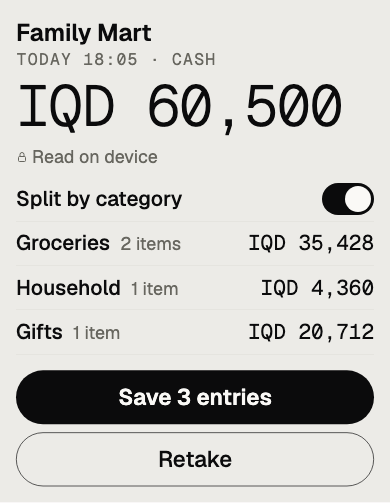 Family Mart
TODAY 18:05 · CASH
IQD 60,500
Read on device
Split by category
Groceries 2 items IQD 35,428
Household 1 item IQD 4,360
Gifts 1 item IQD 20,712
Save 3 entries
Retake